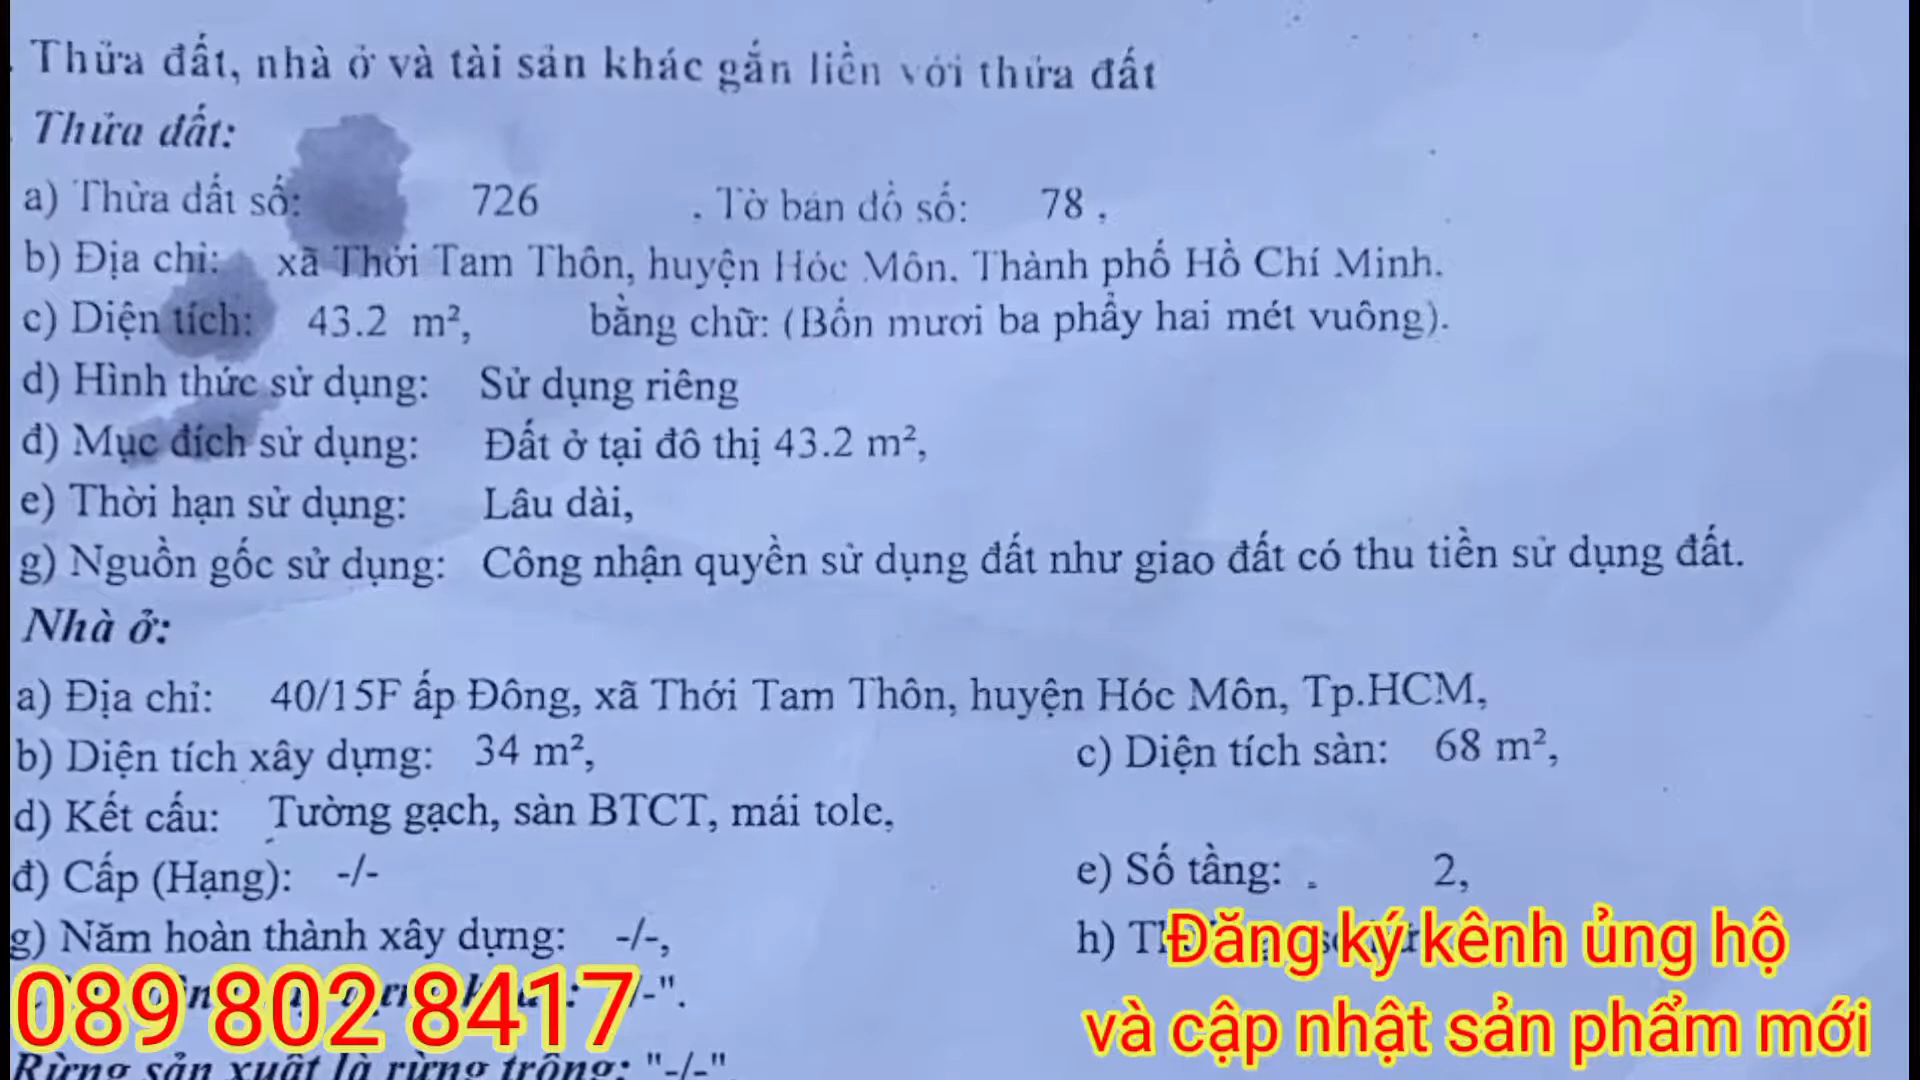 Thửa đất, nhà ở và tài sản khác gắn liền với thửa đất
Thửa đất:
a) Thửa đất số: 726 . Tờ bản đồ số: 78 ,
b) Địa chỉ: xã Thới Tam Thôn, huyện Hóc Môn. Thành phố Hồ Chí Minh.
c) Diện tích: 43.2 m², bằng chữ: (Bốn mươi ba phẩy hai mét vuông).
d) Hình thức sử dụng: Sử dụng riêng
đ) Mục đích sử dụng: Đất ở tại đô thị 43.2 m²,
e) Thời hạn sử dụng: Lâu dài,
g) Nguồn gốc sử dụng: Công nhận quyền sử dụng đất như giao đất có thu tiền sử dụng đất.
Nhà ở:
a) Địa chỉ: 40/15F ấp Đông, xã Thới Tam Thôn, huyện Hóc Môn, Tp.HCM,
b) Diện tích xây dựng: 34 m², c) Diện tích sàn: 68 m²,
d) Kết cấu: Tường gạch, sàn BTCT, mái tole,
đ) Cấp (Hạng): -/- e) Số tầng: 2,
g) Năm hoàn thành xây dựng: -/-, h)
Đăng ký kênh ủng hộ
089 802 8417 /-".
và cập nhật sản phẩm mới
Rừng sản xuất là rừng trồng: "-/-"